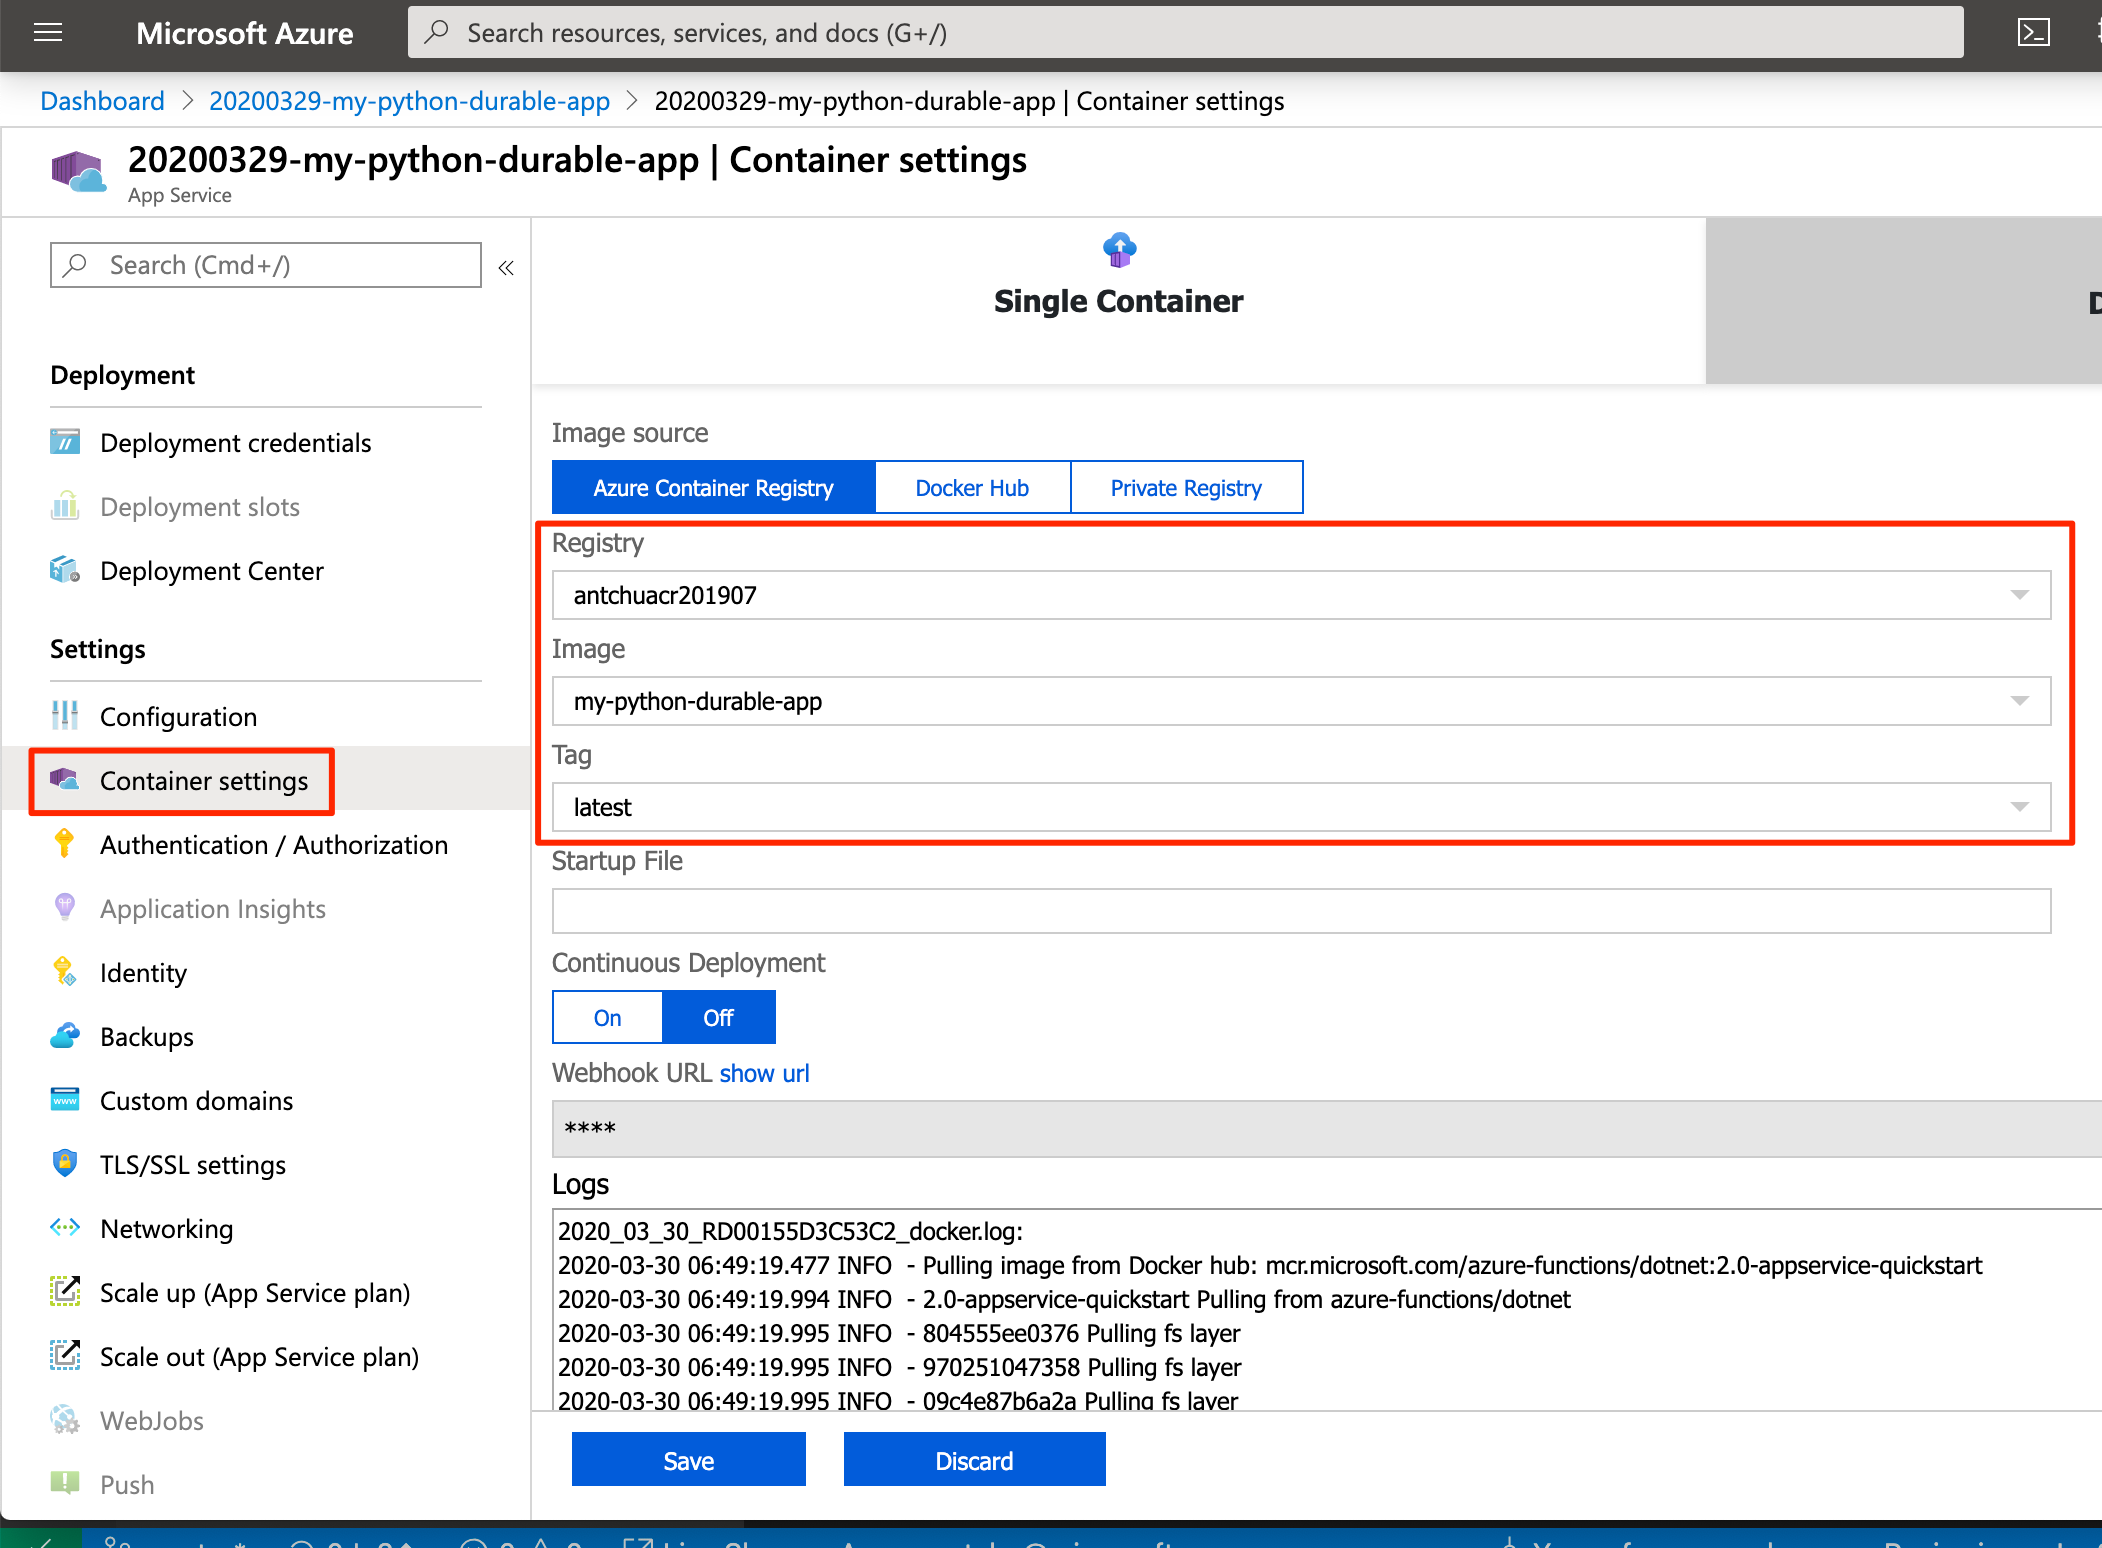 Microsoft Azure
Search resources, services, and docs (G+/)
Dashboard > 20200329-my-python-durable-app > 20200329-my-python-durable-app | Container settings
20200329-my-python-durable-app | Container settings
App Service
Search (Cmd+/)
«
Deployment
Deployment credentials
Deployment slots
Deployment Center
Settings
Configuration
Container settings
Authentication / Authorization
Application Insights
Identity
Backups
Custom domains
TLS/SSL settings
Networking
Scale up (App Service plan)
Scale out (App Service plan)
WebJobs
Push
Single Container
Image source
Azure Container Registry Docker Hub Private Registry
Registry
antchuacr201907
Image
my-python-durable-app
Tag
latest
Startup File
Continuous Deployment
On Off
Webhook URL show url
****
Logs
2020_03_30_RD00155D3C53C2_docker.log:
2020-03-30 06:49:19.477 INFO  - Pulling image from Docker hub: mcr.microsoft.com/azure-functions/dotnet:2.0-appservice-quickstart
2020-03-30 06:49:19.994 INFO  - 2.0-appservice-quickstart Pulling from azure-functions/dotnet
2020-03-30 06:49:19.995 INFO  - 804555ee0376 Pulling fs layer
2020-03-30 06:49:19.995 INFO  - 970251047358 Pulling fs layer
2020-03-30 06:49:19.995 INFO  - 09c4e87b6a2a Pulling fs layer
Save Discard